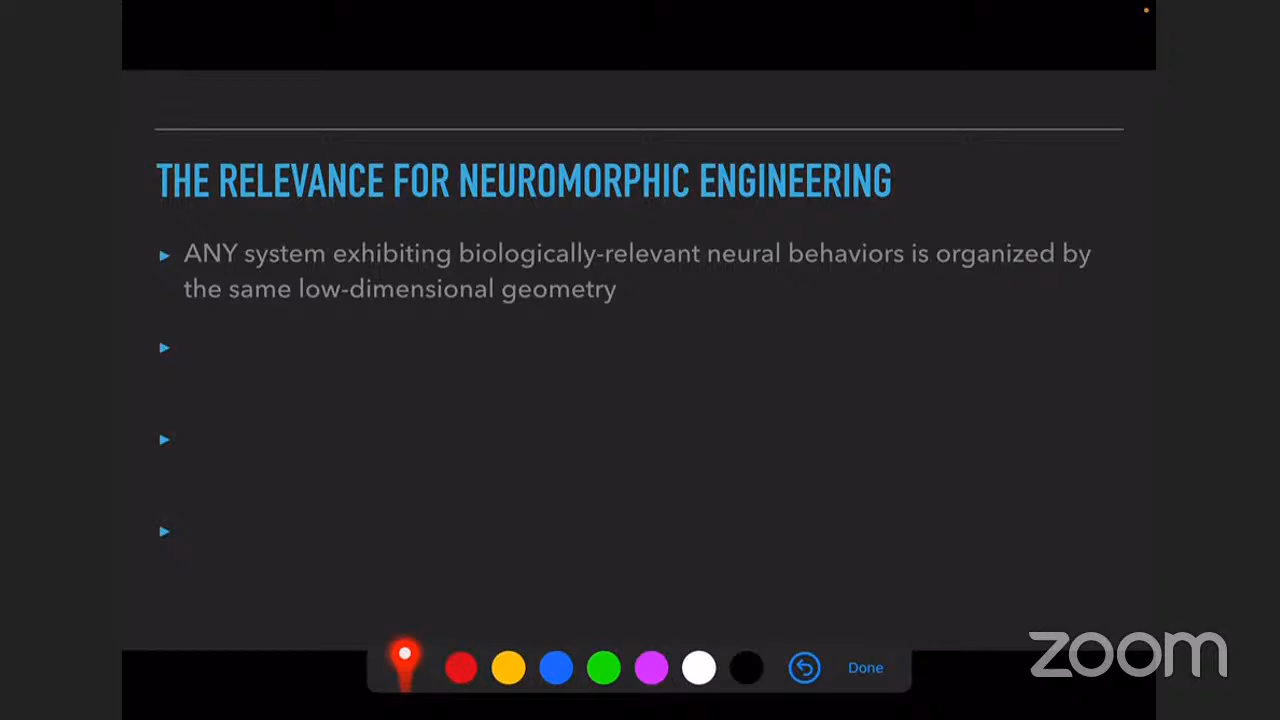 THE RELEVANCE FOR NEUROMORPHIC ENGINEERING
ANY system exhibiting biologically-relevant neural behaviors is organized by
the same low-dimensional geometry
Done
zoom